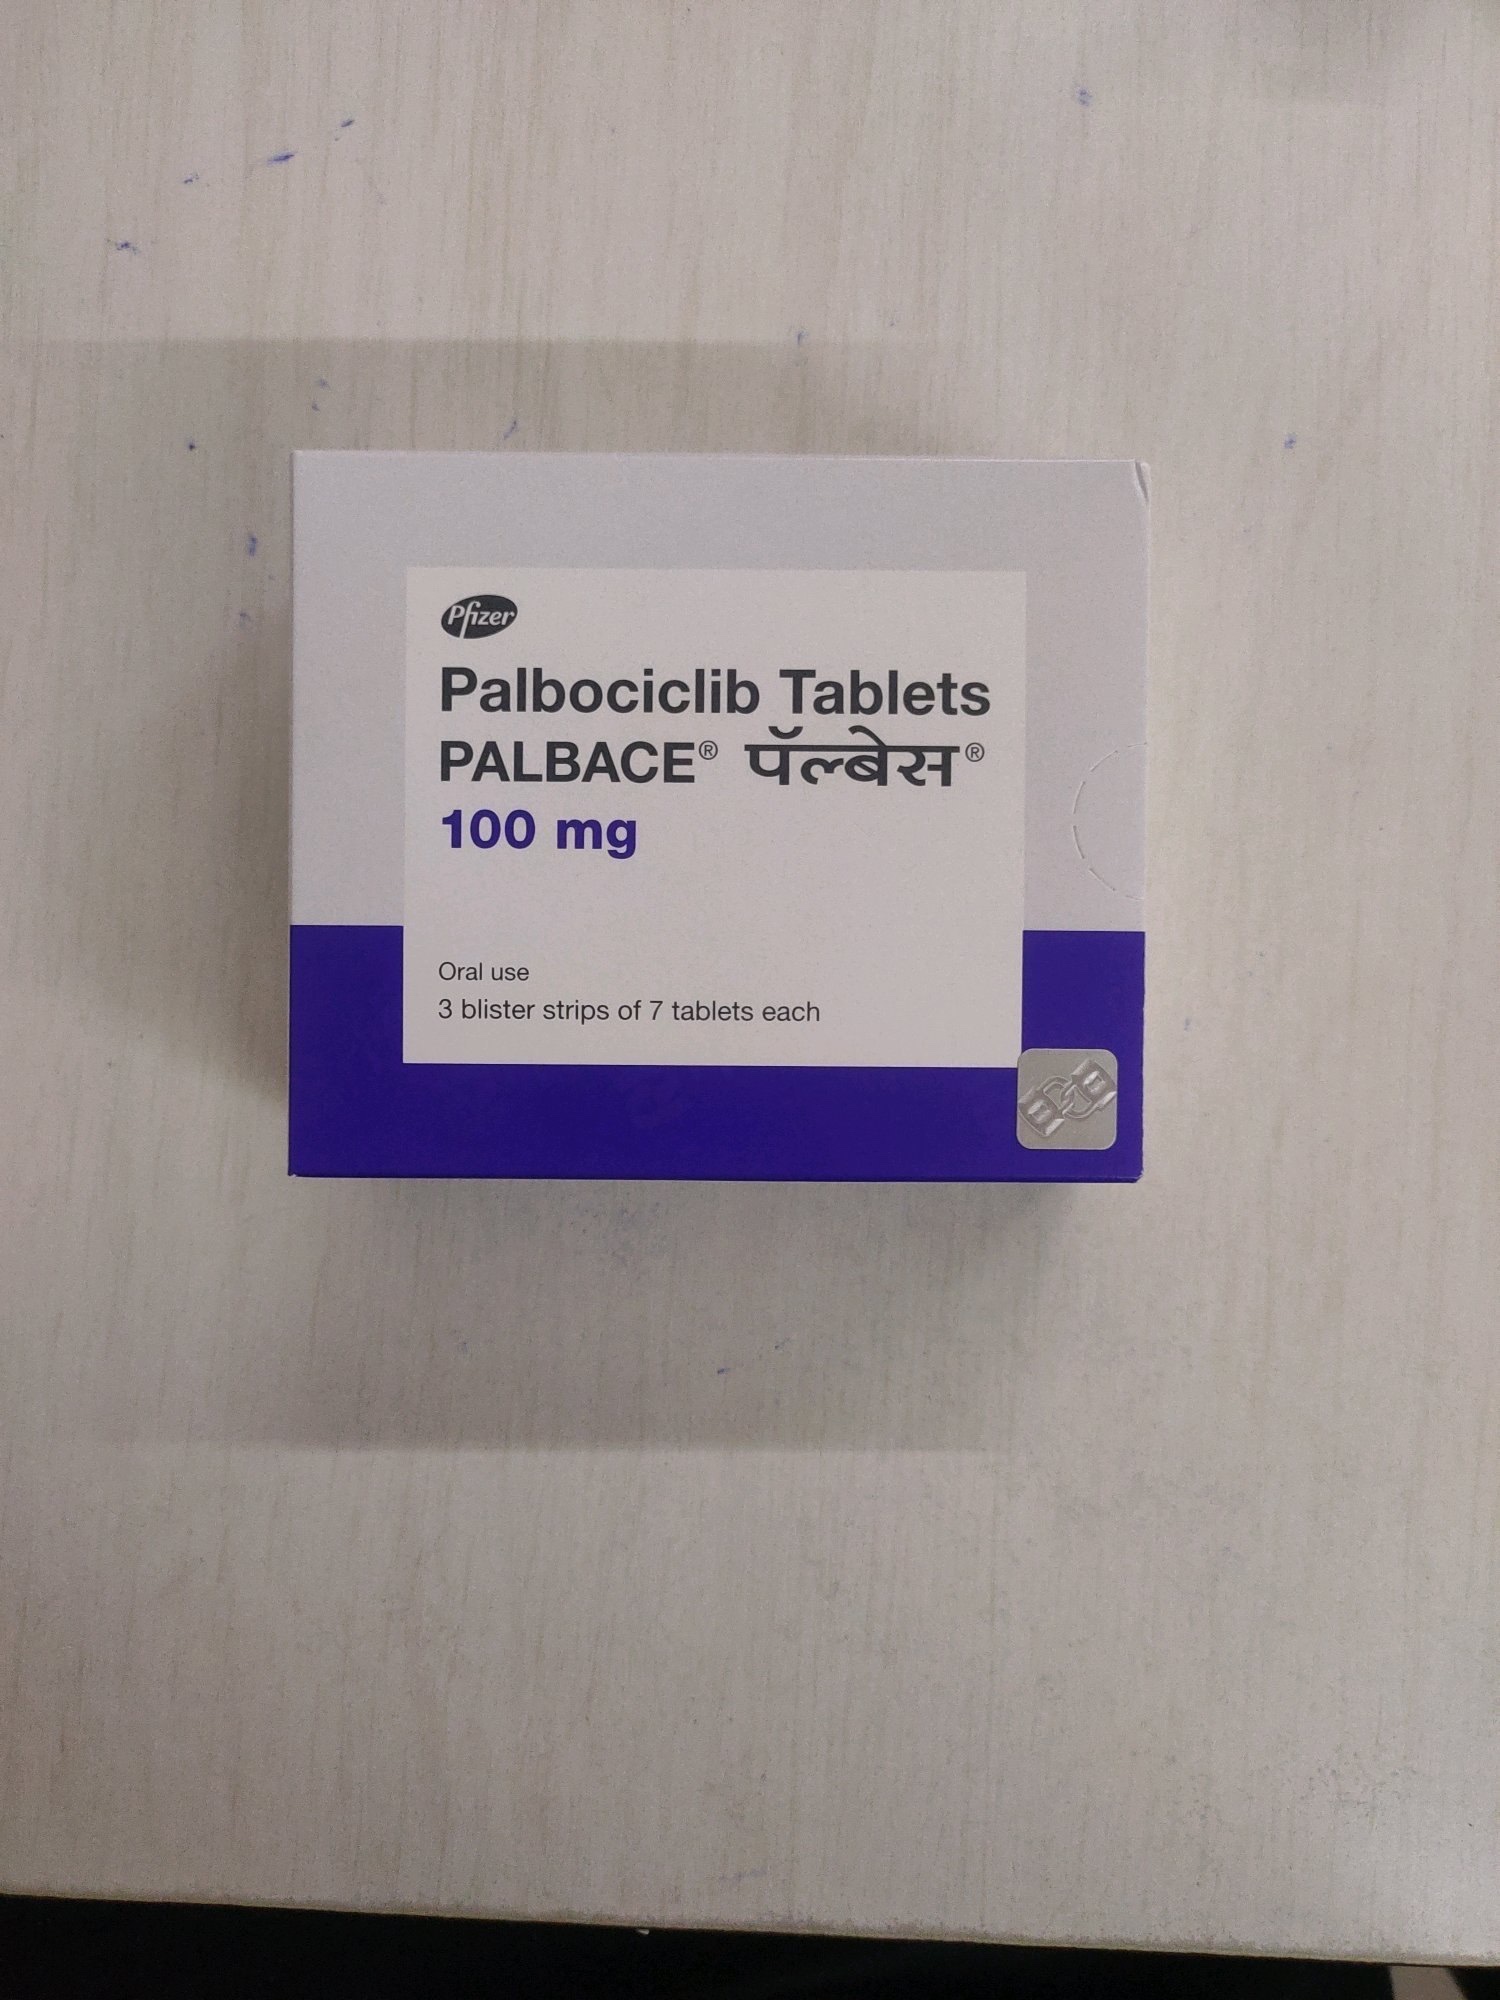 Pfizer
Palbociclib Tablets
PALBACE® पॅल्बेस®
100 mg
Oral use
3 blister strips of 7 tablets each